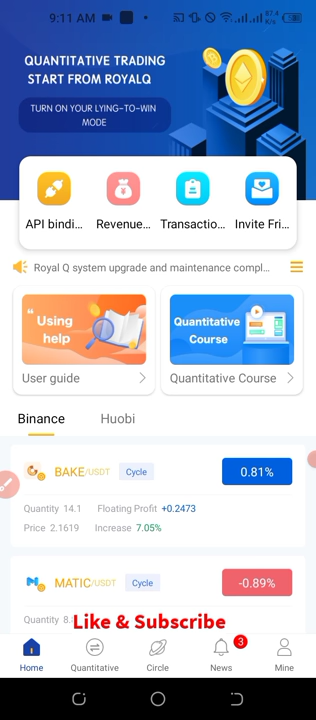 9:11 AM
87.4
K/s
QUANTITATIVE TRADING
START FROM ROYALQ
TURN ON YOUR LYING-TO-WIN
MODE
API bindi...
Revenue...
Transactio...
Invite Fri...
Royal Q system upgrade and maintenance compl...
Using
help
Quantitative
Course
User guide
Quantitative Course
Binance
Huobi
BAKE/USDT
Cycle
0.81%
Quantity 14.1
Floating Profit +0.2473
Price 2.1619
Increase 7.05%
MATIC/USDT
Cycle
-0.89%
Quantity 8.
Like & Subscribe
3
Home
Quantitative
Circle
News
Mine